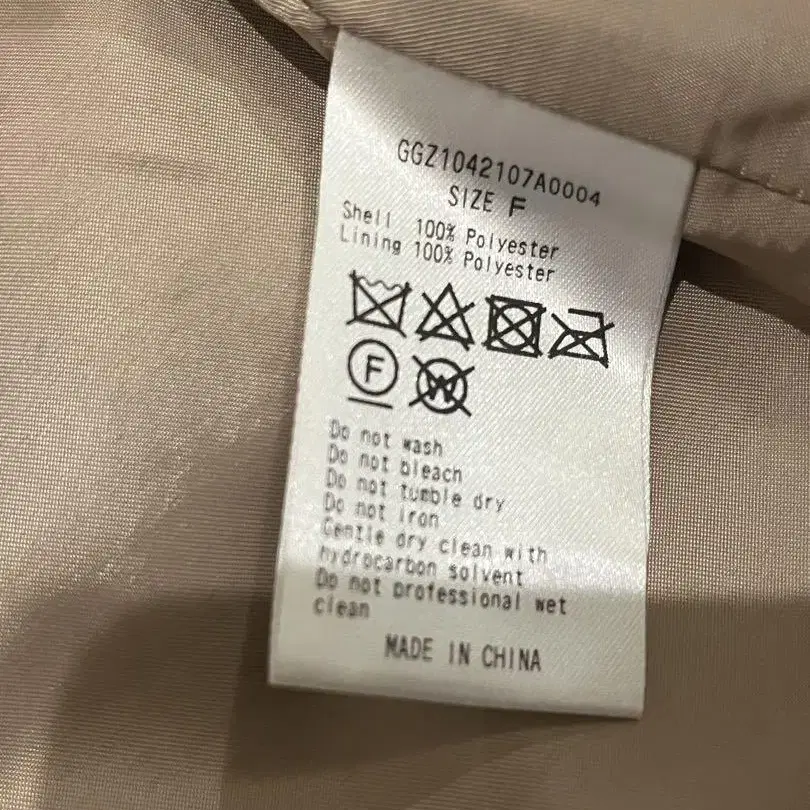 GGZ1042107A0004
SIZE F
Shell 100% Polyester
Lining 100% Polyester
F W
Do not wash
Do not bleach
Do not tumble dry
Do not iron
Gentle dry clean with
hydrocarbon solvent
Do not professional wet
clean
MADE IN CHINA